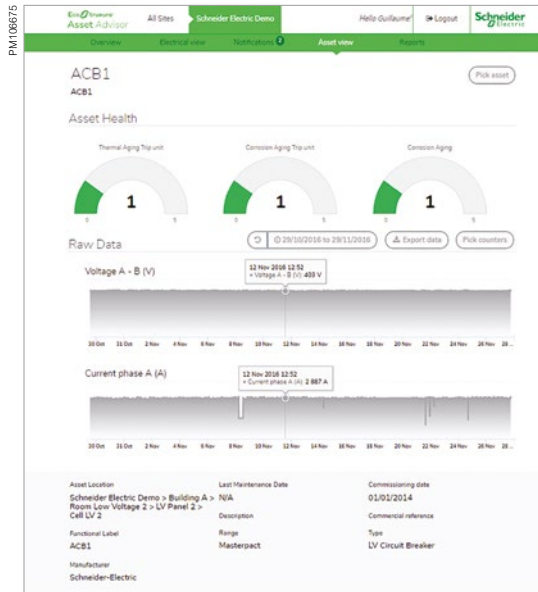 PM106675
EcoStruxure
Asset Advisor
All Sites
Schneider Electric Demo
Hello Guillaume!
Logout
Schneider
Electric
Overview
Electrical view
Notifications 2
Asset view
Reports
ACB1
Pick asset
ACB1
Asset Health
Thermal Aging Trip unit
Corrosion Aging Trip unit
Corrosion Aging
1
1
1
0 5
0 5
0 5
Raw Data
29/10/2016 to 29/11/2016
Export data
Pick counters
Voltage A - B (V)
12 Nov 2016 12:52
• Voltage A - B (V): 403 V
30 Oct 31 Oct 2 Nov 4 Nov 6 Nov 8 Nov 10 Nov 12 Nov 14 Nov 16 Nov 18 Nov 20 Nov 22 Nov 24 Nov 26 Nov 28 ...
Current phase A (A)
12 Nov 2016 12:52
• Current phase A (A): 2 887 A
30 Oct 31 Oct 2 Nov 4 Nov 6 Nov 8 Nov 10 Nov 12 Nov 14 Nov 16 Nov 18 Nov 20 Nov 22 Nov 24 Nov 26 Nov 28 ...
Asset Location
Schneider Electric Demo > Building A >
Room Low Voltage 2 > LV Panel 2 >
Cell LV 2
Functional Label
ACB1
Manufacturer
Schneider-Electric
Last Maintenance Date
N/A
Description
Range
Masterpact
Commissioning date
01/01/2014
Commercial reference
Type
LV Circuit Breaker